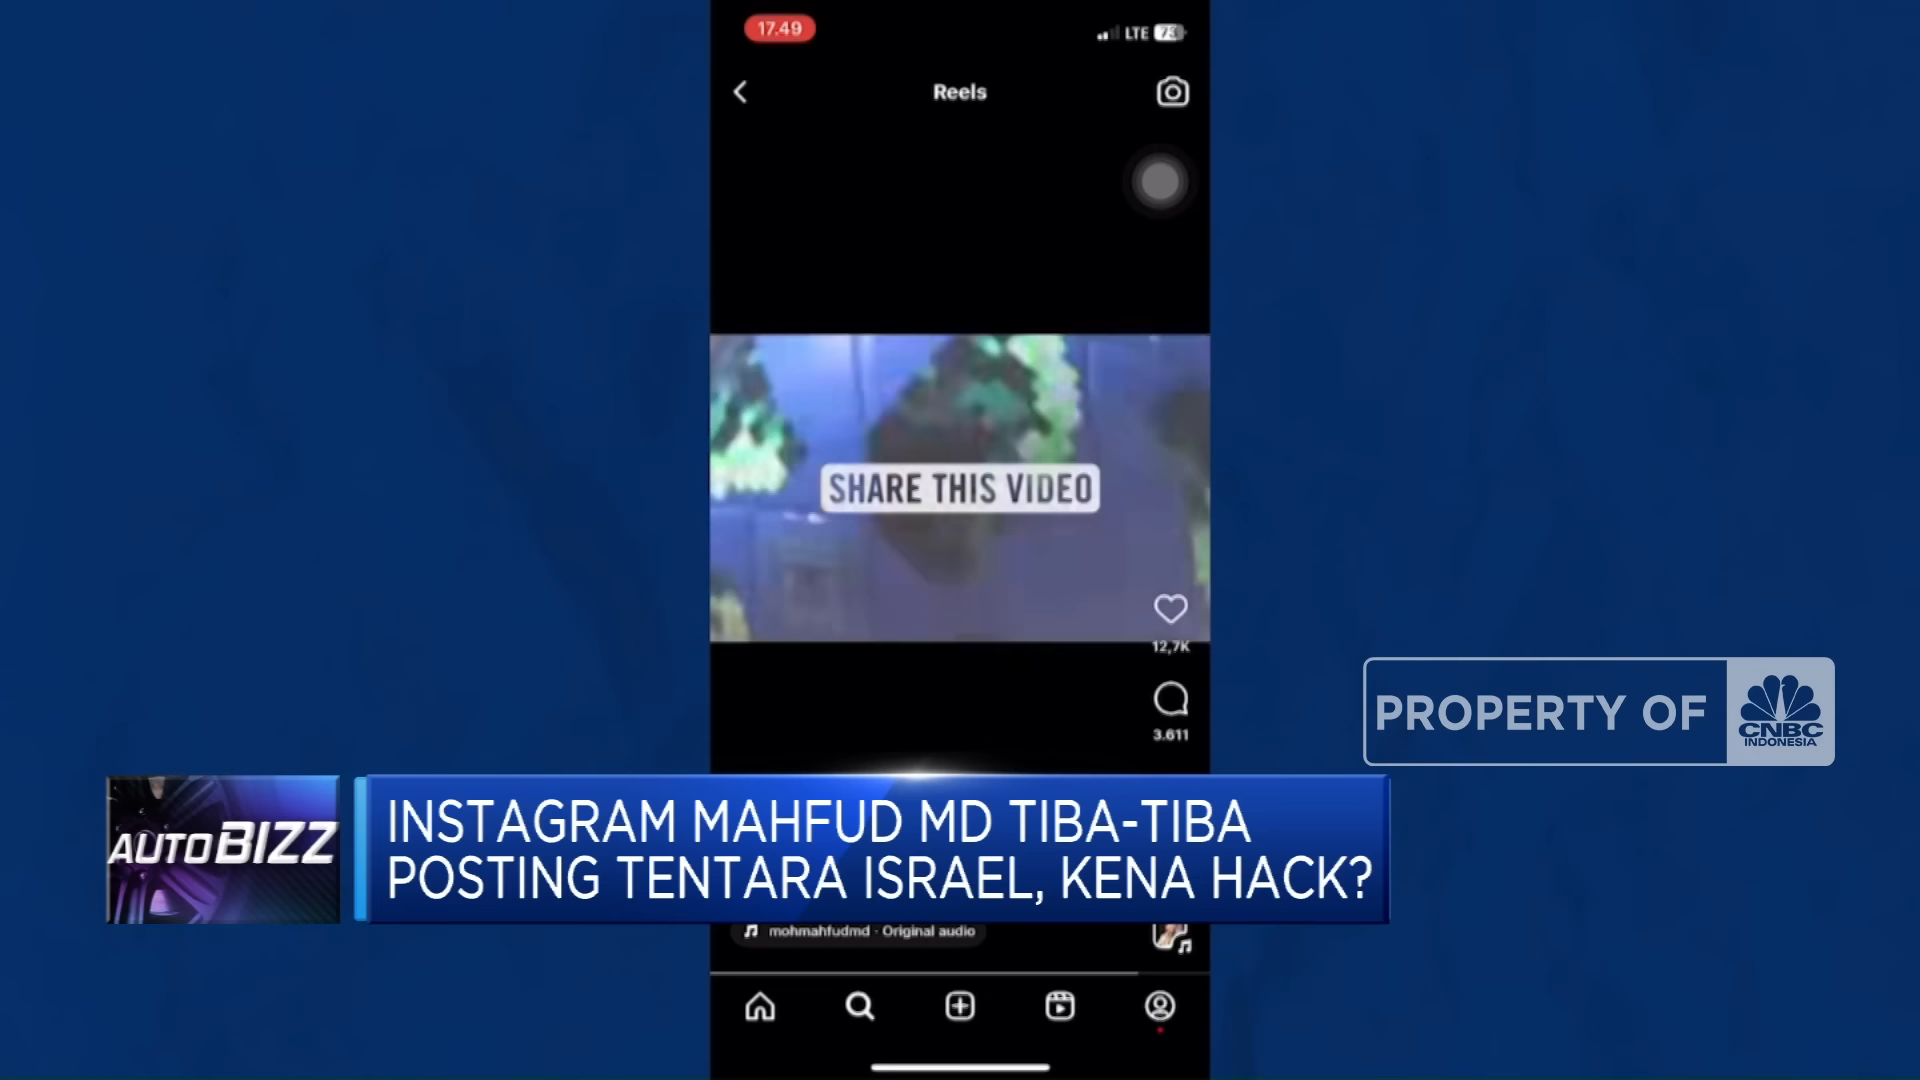 17.49
LTE 73
Reels
SHARE THIS VIDEO
12,7K
3.611
PROPERTY OF CNBC INDONESIA
AUTOBIZZ
INSTAGRAM MAHFUD MD TIBA-TIBA
POSTING TENTARA ISRAEL, KENA HACK?
mohmahfudmd · Original audio